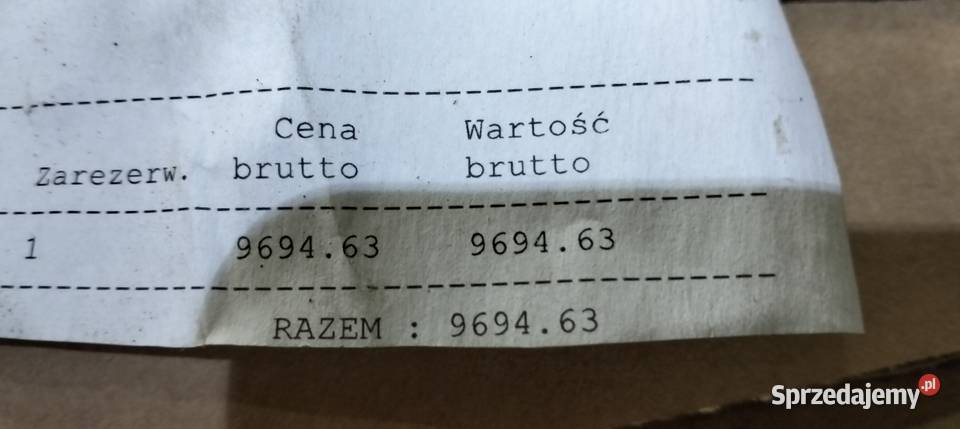 Cena Wartość
Zarezerw. brutto brutto
1 9694.63 9694.63
RAZEM : 9694.63
Sprzedajemy.pl